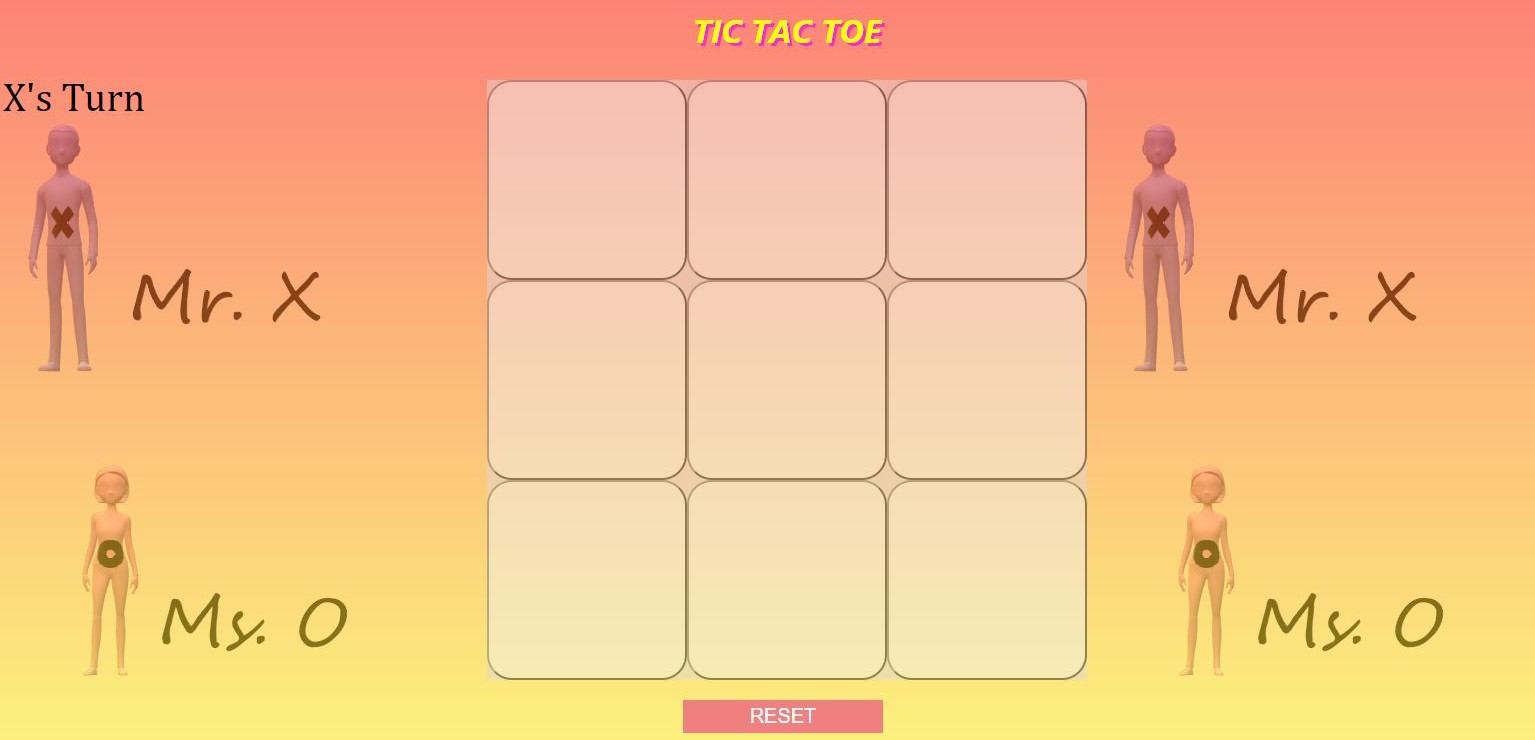 TIC TAC TOE
X's Turn
X
Mr. X
X
Mr. X
O
Ms. O
O
Ms. O
RESET